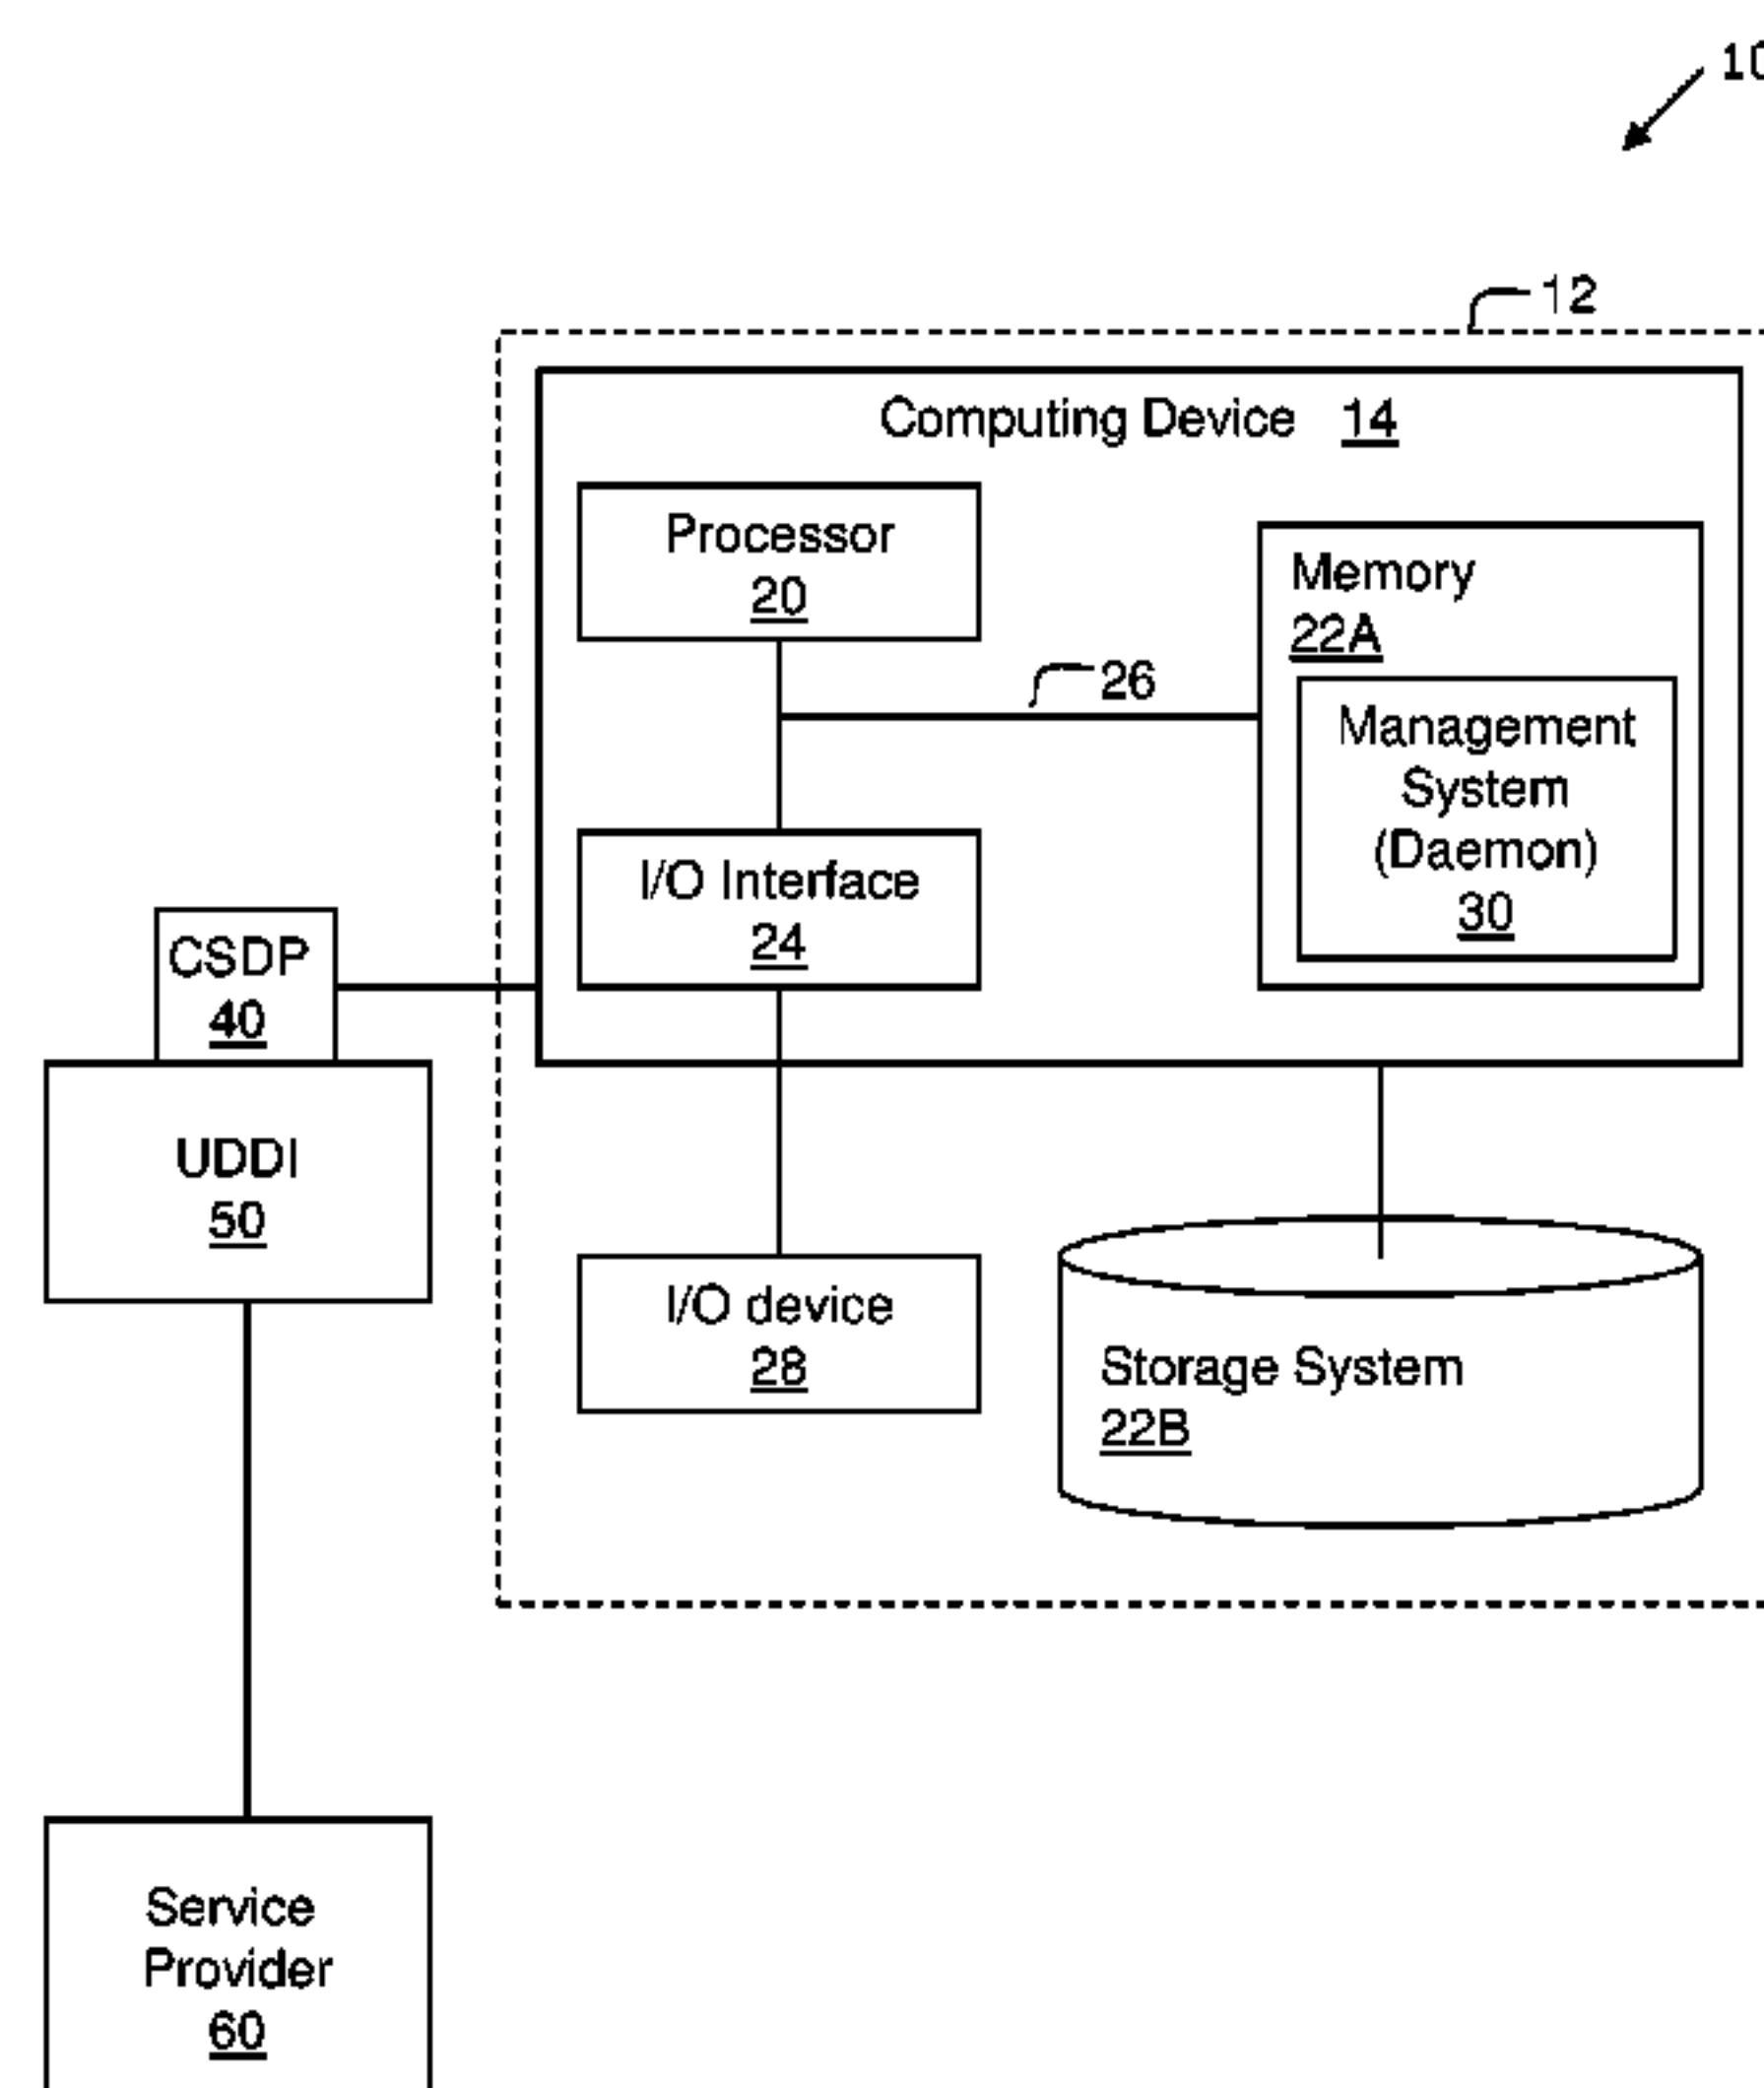 10
12
Computing Device 14
Processor
20
Memory
22A
26
Management
System
(Daemon)
30
I/O Interface
24
CSDP
40
UDDI
50
I/O device
28
Storage System
22B
Service
Provider
60